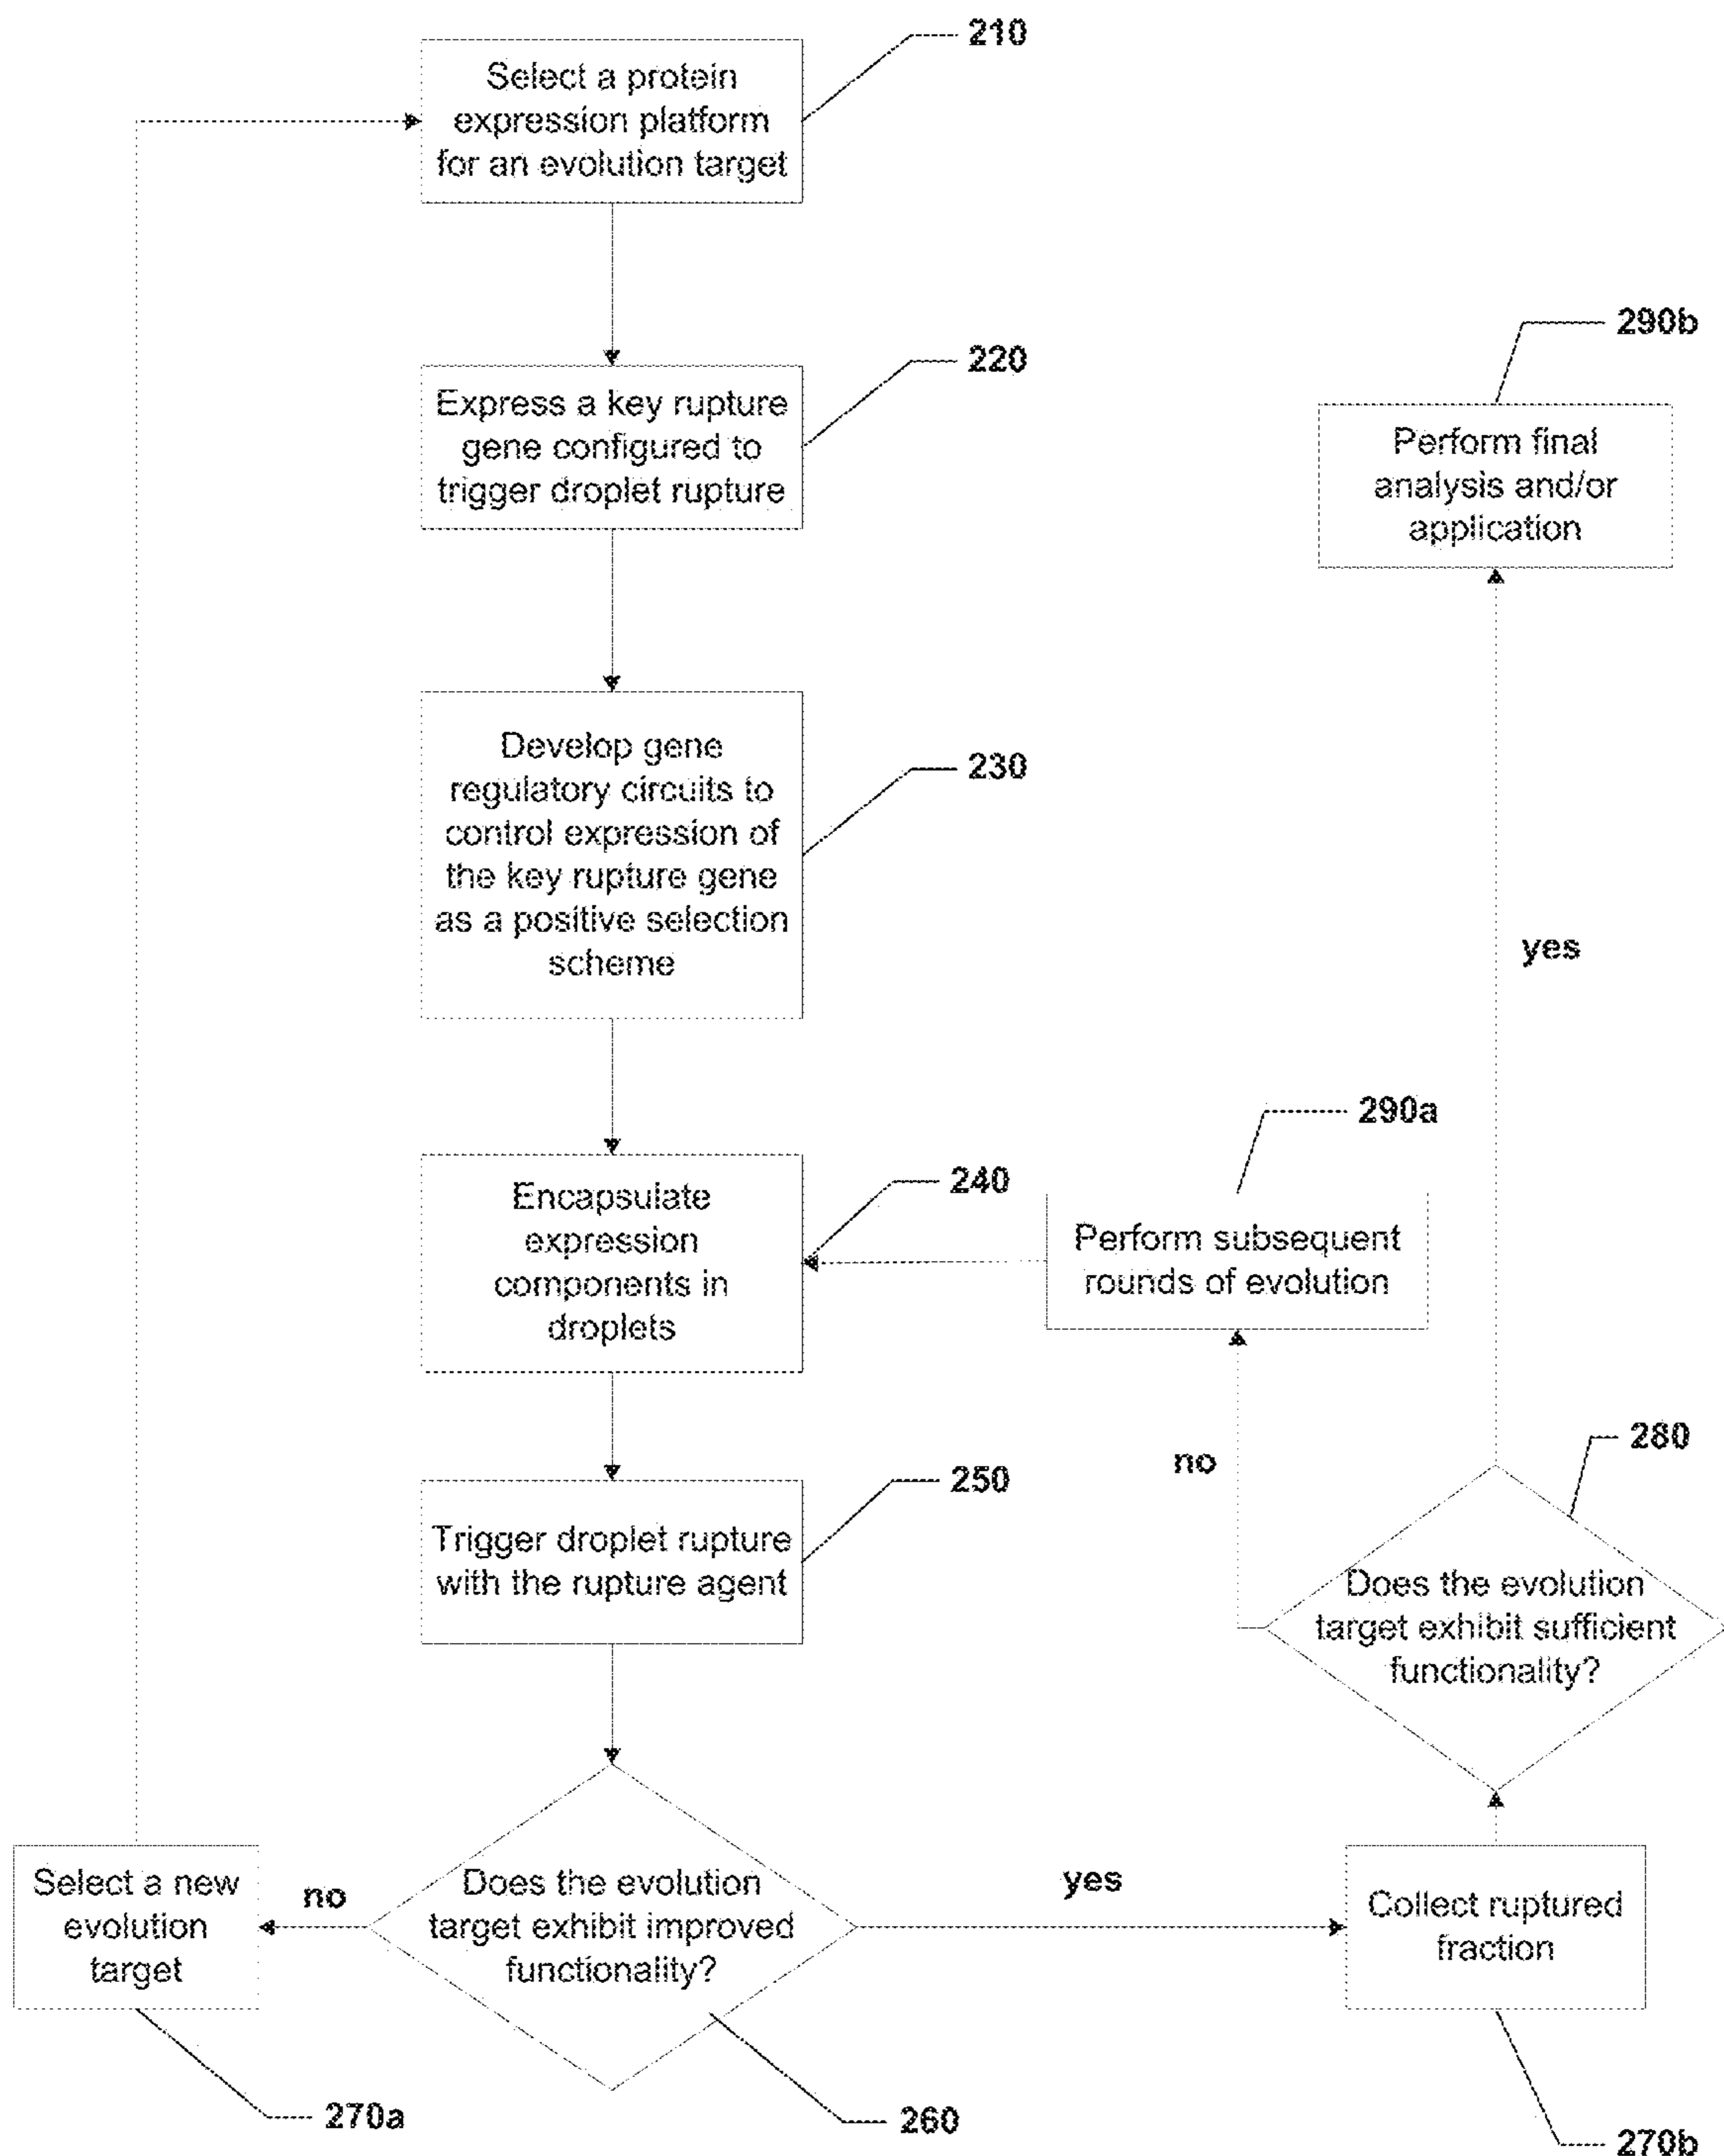 210
Select a protein
expression platform
for an evolution target
220
Express a key rupture
gene configured to
trigger droplet rupture
290b
Perform final
analysis and/or
application
230
Develop gene
regulatory circuits to
control expression of
the key rupture gene
as a positive selection
scheme
yes
290a
240
Encapsulate
expression
components in
droplets
Perform subsequent
rounds of evolution
280
no
250
Trigger droplet rupture
with the rupture agent
Does the evolution
target exhibit sufficient
functionality?
Select a new
evolution
target
no
Does the evolution
target exhibit improved
functionality?
yes
Collect ruptured
fraction
270a
260
270b